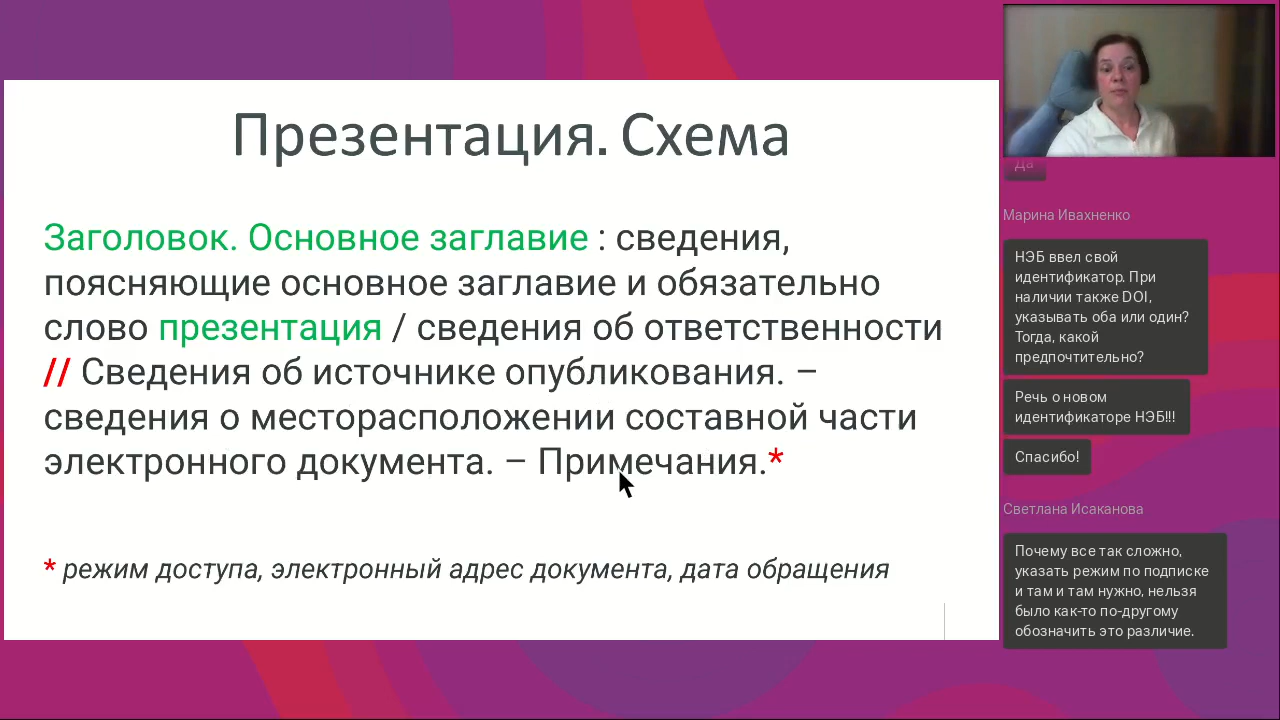 Презентация. Схема
Заголовок. Основное заглавие : сведения,
поясняющие основное заглавие и обязательно
слово презентация / сведения об ответственности
// Сведения об источнике опубликования. –
сведения о месторасположении составной части
электронного документа. – Примечания.*
* режим доступа, электронный адрес документа, дата обращения
Да
Марина Ивахненко
НЭБ ввел свой
идентификатор. При
наличии также DOI,
указывать оба или один?
Тогда, какой
предпочтительно?
Речь о новом
идентификаторе НЭБ!!!
Спасибо!
Светлана Исаканова
Почему все так сложно,
указать режим по подписке
и там и там нужно, нельзя
было как-то по-другому
обозначить это различие.